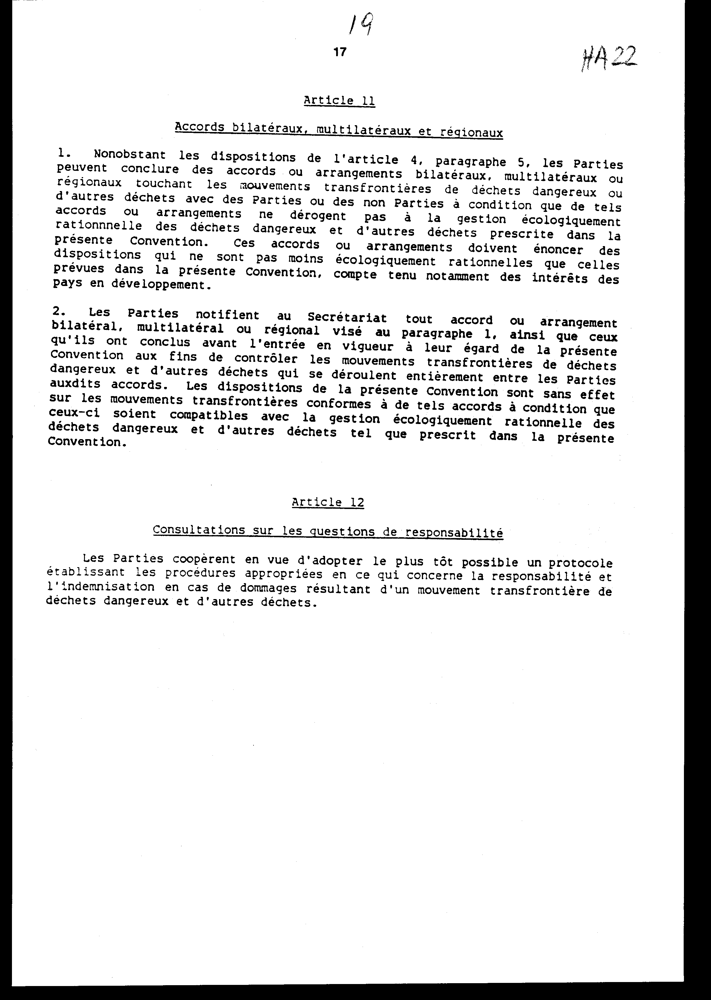 19
17
HA22
Article 11
Accords bilatéraux, multilatéraux et régionaux
1. Nonobstant les dispositions de l'article 4, paragraphe 5, les Parties
peuvent conclure des accords ou arrangements bilatéraux, multilatéraux ou
régionaux touchant les mouvements transfrontières de déchets dangereux ou
d'autres déchets avec des Parties ou des non Parties à condition que de tels
accords ou arrangements ne dérogent pas à la gestion écologiquement
rationnnelle des déchets dangereux et d'autres déchets prescrite dans la
présente Convention. Ces accords ou arrangements doivent énoncer des
dispositions qui ne sont pas moins écologiquement rationnelles que celles
prévues dans la présente Convention, compte tenu notamment des intérêts des
pays en développement.
2. Les Parties notifient au Secrétariat tout accord ou arrangement
bilatéral, multilatéral ou régional visé au paragraphe 1, ainsi que ceux
qu'ils ont conclus avant l'entrée en vigueur à leur égard de la présente
Convention aux fins de contrôler les mouvements transfrontières de déchets
dangereux et d'autres déchets qui se déroulent entièrement entre les Parties
auxdits accords. Les dispositions de la présente Convention sont sans effet
sur les mouvements transfrontières conformes à de tels accords à condition que
ceux-ci soient compatibles avec la gestion écologiquement rationnelle des
déchets dangereux et d'autres déchets tel que prescrit dans la présente
Convention.
Article 12
Consultations sur les questions de responsabilité
Les Parties coopèrent en vue d'adopter le plus tôt possible un protocole
établissant les procédures appropriées en ce qui concerne la responsabilité et
l'indemnisation en cas de dommages résultant d'un mouvement transfrontière de
déchets dangereux et d'autres déchets.